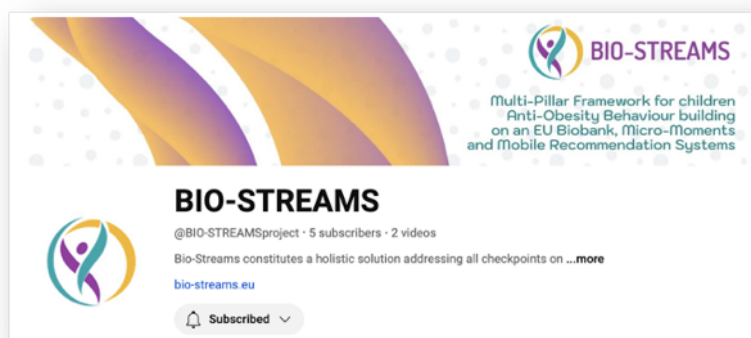 BIO-STREAMS
Multi-Pillar Framework for children
Anti-Obesity Behaviour building
on an EU Biobank, Micro-Moments
and Mobile Recommendation Systems
BIO-STREAMS
@BIO-STREAMSproject · 5 subscribers · 2 videos
Bio-Streams constitutes a holistic solution addressing all checkpoints on ...more
bio-streams.eu
Subscribed